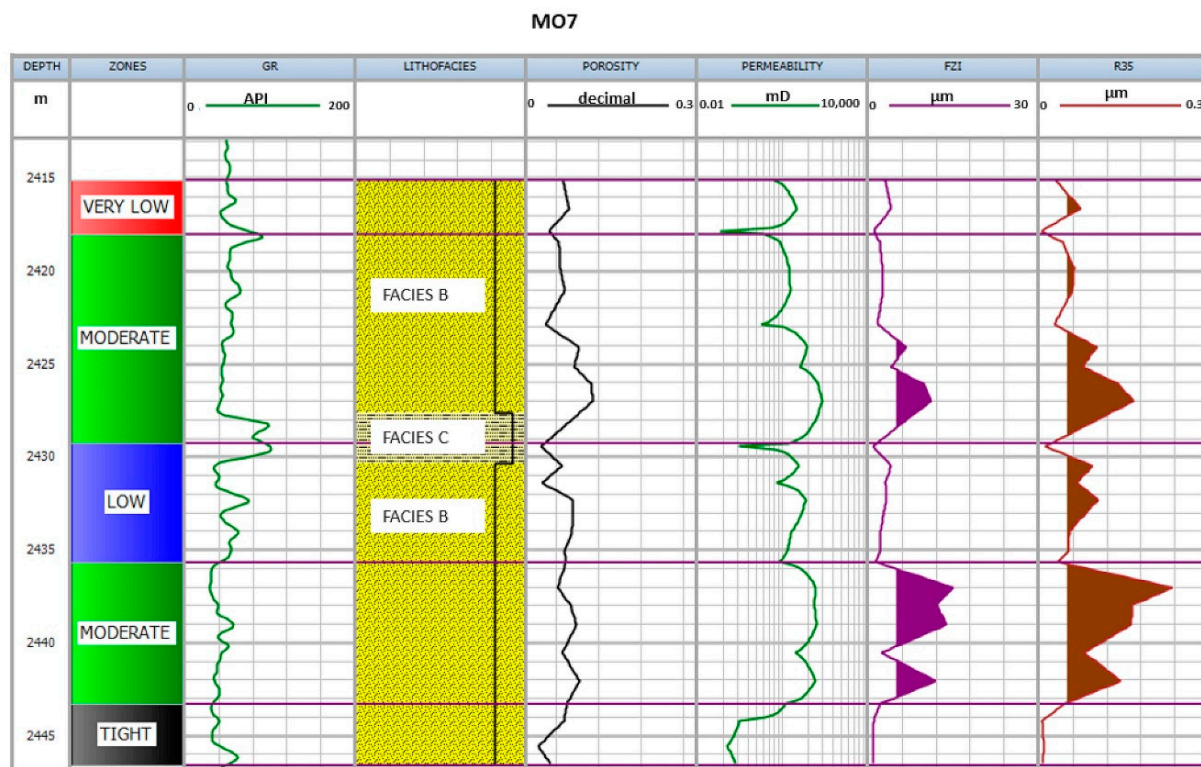 MO7
DEPTH ZONES GR LITHOFACIES POROSITY PERMEABILITY FZI R35
m 0 API 200 0 decimal 0.3 0.01 mD 10,000 0 µm 30 0 µm 0.3
2415
VERY LOW
2420
FACIES B
MODERATE
2425
FACIES C
2430
LOW
FACIES B
2435
MODERATE
2440
TIGHT
2445